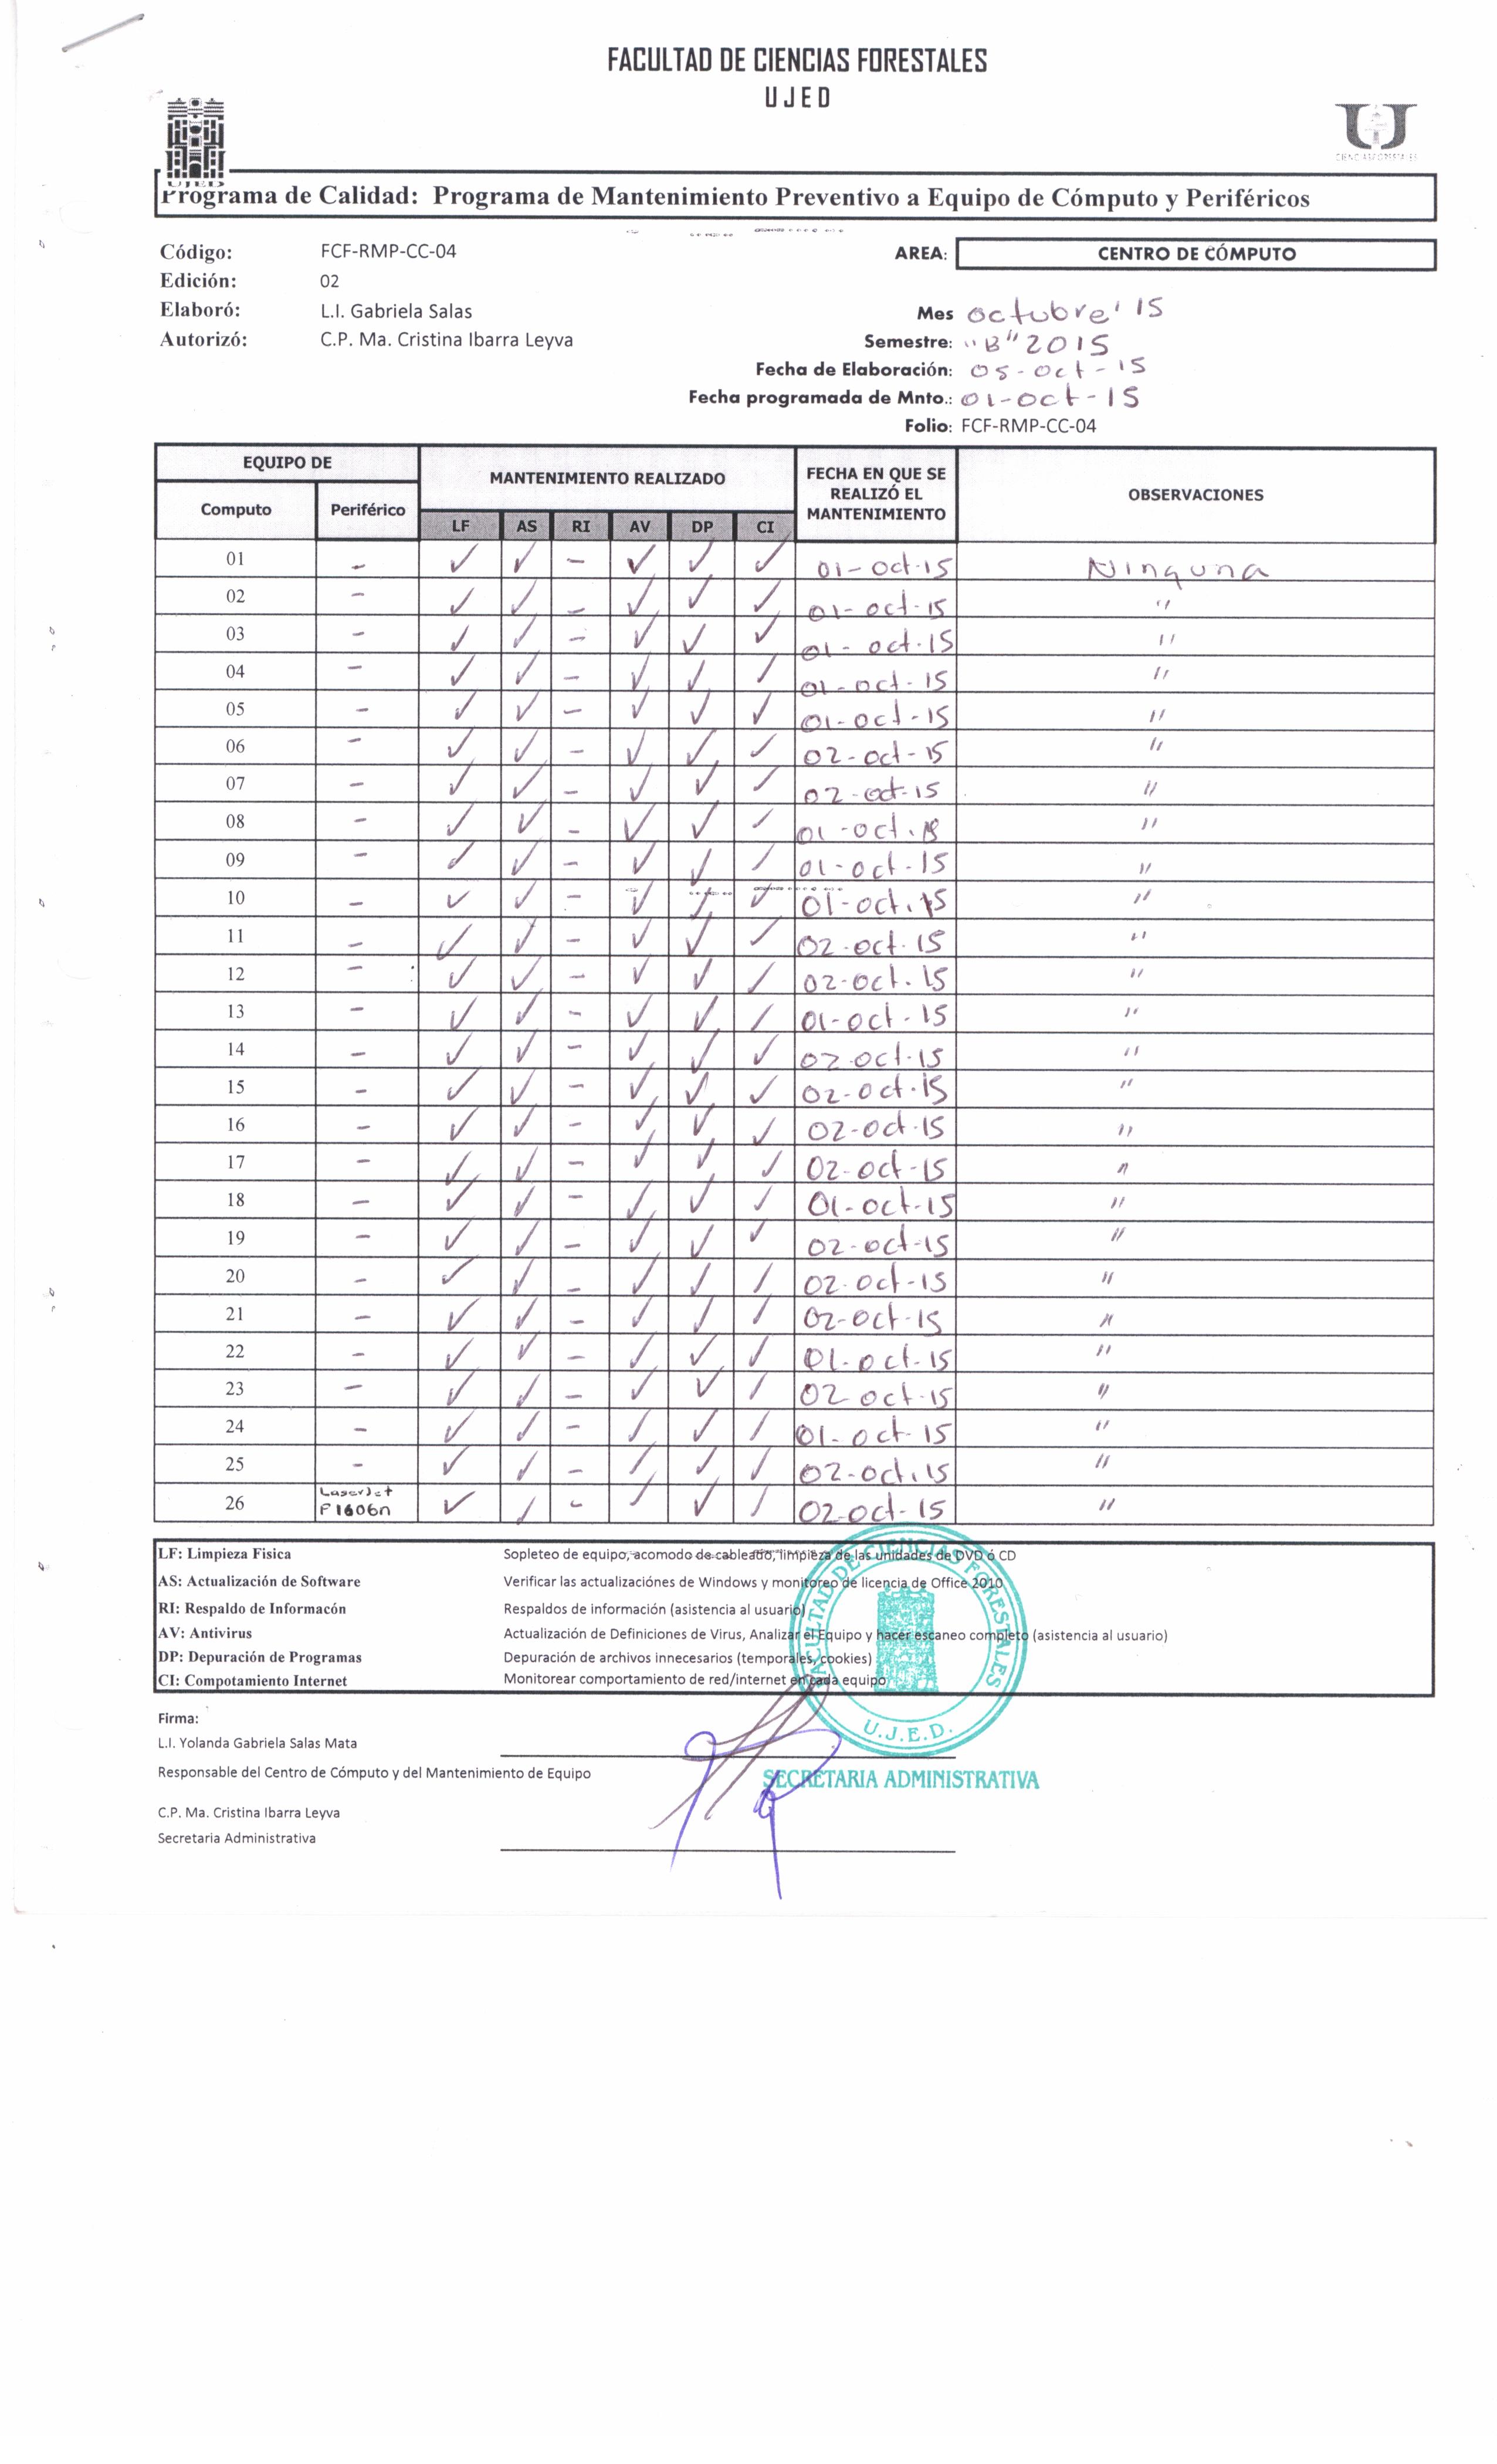 FACULTAD DE CIENCIAS FORESTALES
UJED
UJED
CIENCIAS FORESTALES
Programa de Calidad: Programa de Mantenimiento Preventivo a Equipo de Cómputo y Periféricos
Código: FCF-RMP-CC-04
AREA: CENTRO DE CÓMPUTO
Edición: 02
Elaboró: L.I. Gabriela Salas
Mes octubre' 15
Autorizó: C.P. Ma. Cristina Ibarra Leyva
Semestre: "B" 2015
Fecha de Elaboración: 05-oct-15
Fecha programada de Mnto.: 01-oct-15
Folio: FCF-RMP-CC-04
EQUIPO DE MANTENIMIENTO REALIZADO FECHA EN QUE SE REALIZÓ EL MANTENIMIENTO OBSERVACIONES
Computo Periférico LF AS RI AV DP CI
01 - ✓ ✓ - ✓ ✓ ✓ 01-oct-15 Ninguna
02 - ✓ ✓ - ✓ ✓ ✓ 01-oct-15 "
03 - ✓ ✓ - ✓ ✓ ✓ 01-oct-15 "
04 - ✓ ✓ - ✓ ✓ ✓ 01-oct-15 "
05 - ✓ ✓ - ✓ ✓ ✓ 01-oct-15 "
06 - ✓ ✓ - ✓ ✓ ✓ 02-oct-15 "
07 - ✓ ✓ - ✓ ✓ ✓ 02-oct-15 "
08 - ✓ ✓ - ✓ ✓ ✓ 01-oct-15 "
09 - ✓ ✓ - ✓ ✓ ✓ 01-oct-15 "
10 - ✓ ✓ - ✓ ✓ ✓ 01-oct-15 "
11 - ✓ ✓ - ✓ ✓ ✓ 02-oct-15 "
12 - ✓ ✓ - ✓ ✓ ✓ 02-oct-15 "
13 - ✓ ✓ - ✓ ✓ ✓ 01-oct-15 "
14 - ✓ ✓ - ✓ ✓ ✓ 02-oct-15 "
15 - ✓ ✓ - ✓ ✓ ✓ 02-oct-15 "
16 - ✓ ✓ - ✓ ✓ ✓ 02-oct-15 "
17 - ✓ ✓ - ✓ ✓ ✓ 02-oct-15 "
18 - ✓ ✓ - ✓ ✓ ✓ 01-oct-15 "
19 - ✓ ✓ - ✓ ✓ ✓ 02-oct-15 "
20 - ✓ ✓ - ✓ ✓ ✓ 02-oct-15 "
21 - ✓ ✓ - ✓ ✓ ✓ 02-oct-15 "
22 - ✓ ✓ - ✓ ✓ ✓ 01-oct-15 "
23 - ✓ ✓ - ✓ ✓ ✓ 02 oct-15 "
24 - ✓ ✓ - ✓ ✓ ✓ 01-oct-15 "
25 - ✓ ✓ - ✓ ✓ ✓ 02-oct-15 "
26 LaserJet P1606n ✓ ✓ - ✓ ✓ ✓ 02-oct-15 "
LF: Limpieza Fisica Sopleteo de equipo, acomodo de cableado, limpieza de las unidades de DVD ó CD
AS: Actualización de Software Verificar las actualizaciónes de Windows y monitoreo de licencia de Office 2010
RI: Respaldo de Informacón Respaldos de información (asistencia al usuario)
AV: Antivirus Actualización de Definiciones de Virus, Analizar el Equipo y hacer escaneo completo (asistencia al usuario)
DP: Depuración de Programas Depuración de archivos innecesarios (temporales, cookies)
CI: Compotamiento Internet Monitorear comportamiento de red/internet en cada equipo
FACULTAD DE CIENCIAS FORESTALES
U.J.E.D.
Firma:
L.I. Yolanda Gabriela Salas Mata
Responsable del Centro de Cómputo y del Mantenimiento de Equipo
SECRETARIA ADMINISTRATIVA
C.P. Ma. Cristina Ibarra Leyva
Secretaria Administrativa